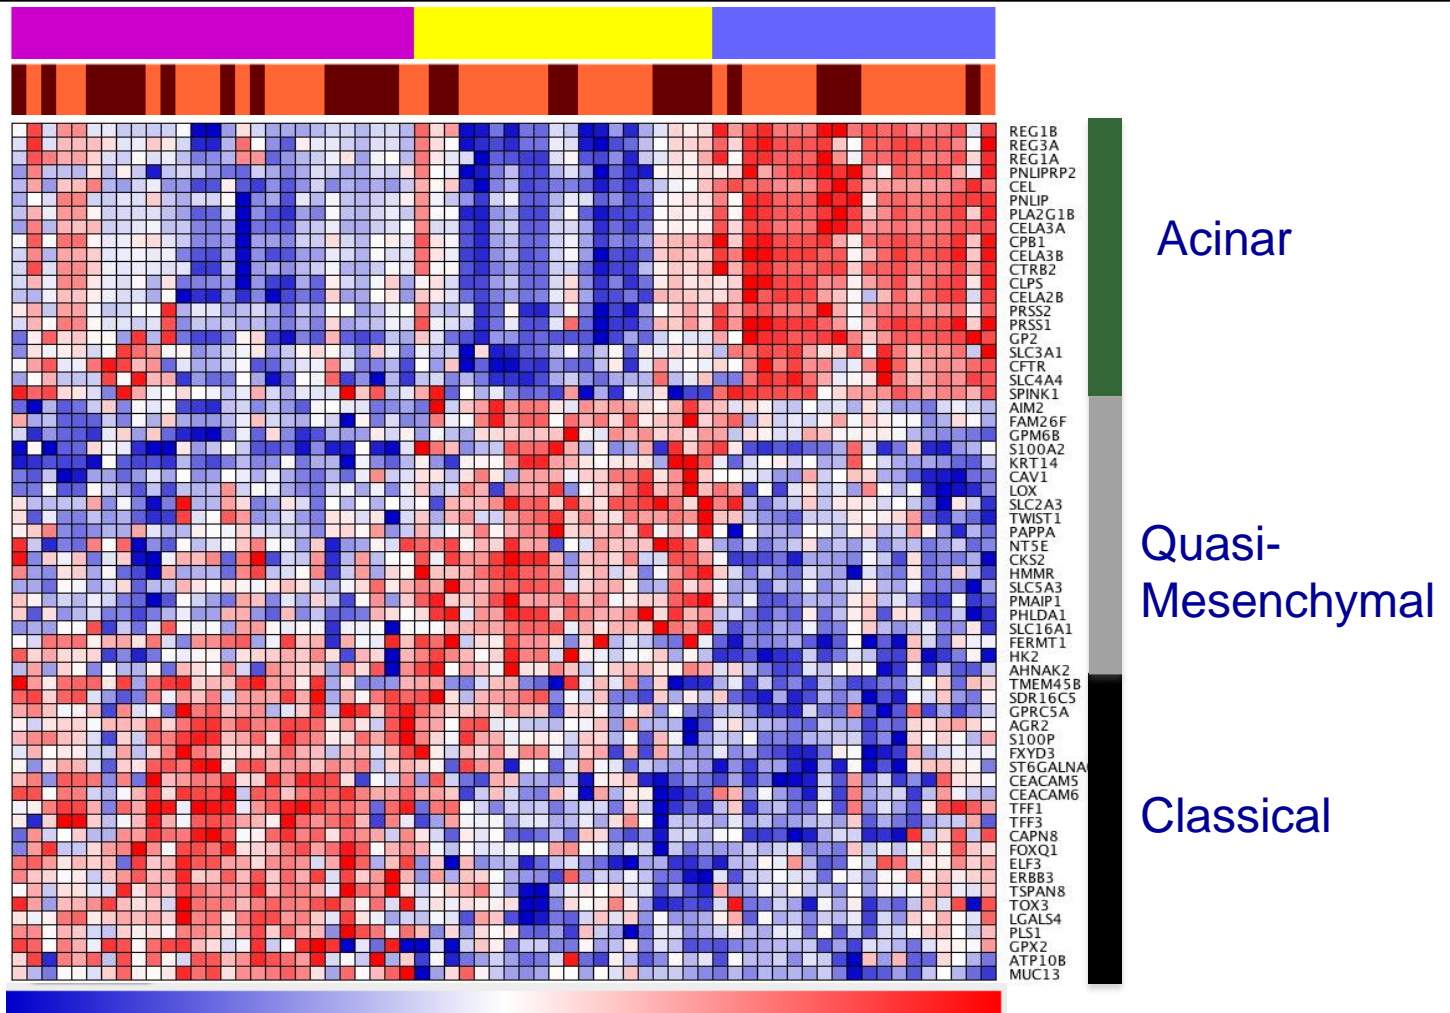 REG1B
REG3A
REG1A
PNLIPRP2
CEL
PNLIP
PLA2G1B
CELA3A
CPB1
CELA3B
CTRB2
CLPS
CELA2B
PRSS2
PRSS1
GP2
SLC3A1
CFTR
SLC4A4
SPINK1
AIM2
FAM26F
GPM6B
S100A2
KRT14
CAV1
LOX
SLC2A3
TWIST1
PAPPA
NT5E
CKS2
HMMR
SLC5A3
PMAIP1
PHLDA1
SLC16A1
FERMT1
HK2
AHNAK2
TMEM45B
SDR16C5
GPRC5A
AGR2
S100P
FXYD3
ST6GALNA
CEACAM5
CEACAM6
TFF1
TFF3
CAPN8
FOXQ1
ELF3
ERBB3
TSPAN8
TOX3
LGALS4
PLS1
GPX2
ATP10B
MUC13
Acinar
Quasi-
Mesenchymal
Classical